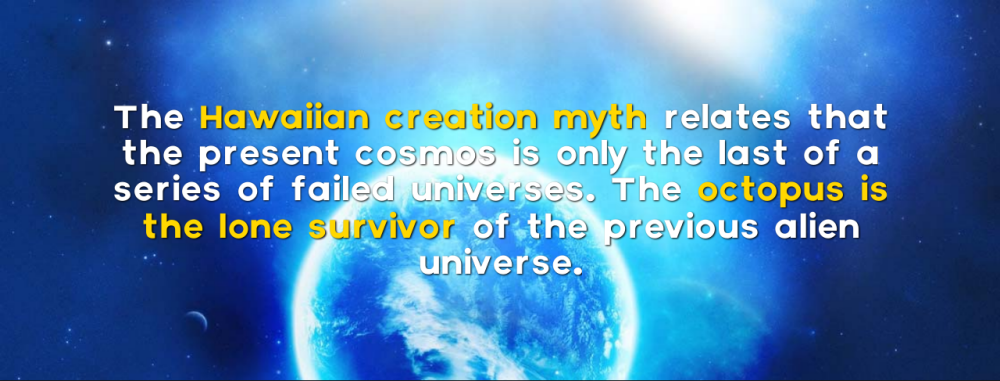 The Hawaiian creation myth relates that
the present cosmos is only the last of a
series of failed universes. The octopus is
the lone survivor of the previous alien
universe.